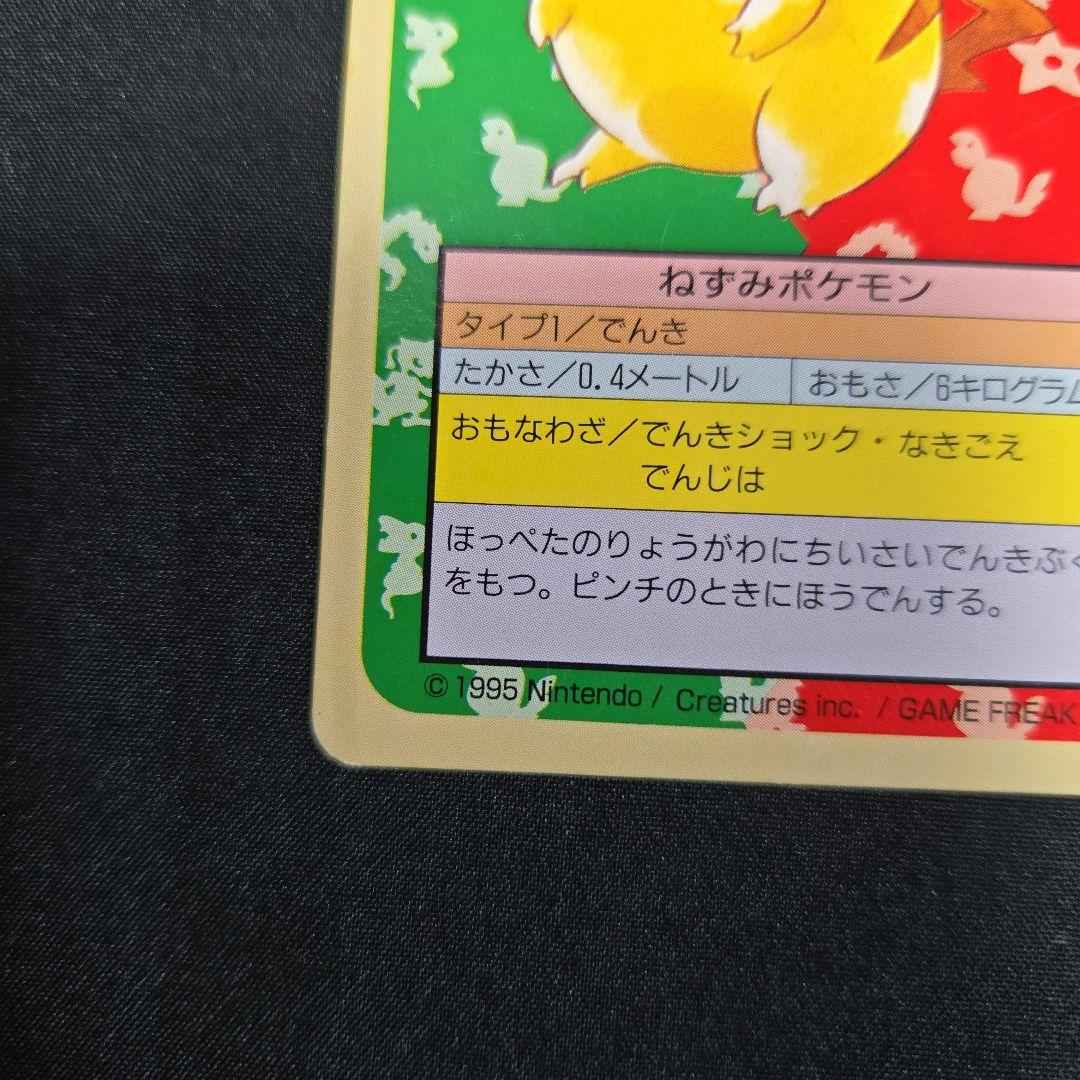 ねずみポケモン
タイプ1／でんき
たかさ／0.4メートル
おもさ／6キログラム
おもなわざ／でんきショック・なきごえ
でんじは
ほっぺたのりょうがわにちいさいでんきぶく
をもつ。ピンチのときにほうでんする。
© 1995 Nintendo / Creatures inc. / GAME FREAK